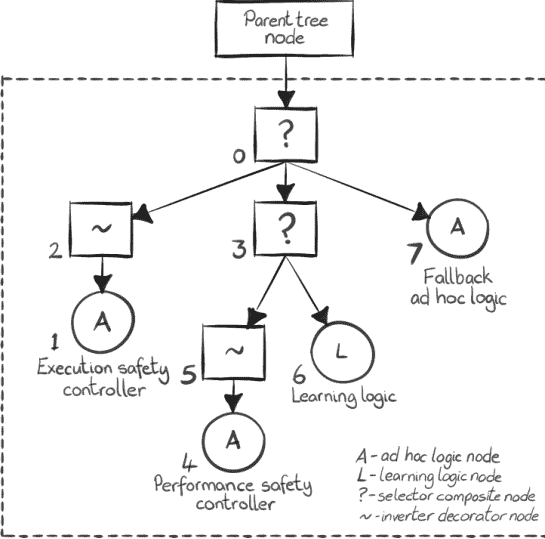 Parent tree
node
?
0
~
2
?
3
A
7
Fallback
ad hoc logic
A
1
Execution safety
controller
~
5
L
6
Learning logic
A
4
Performance safety
controller
A - ad hoc logic node
L - learning logic node
? - selector composite node
~ - inverter decorator node